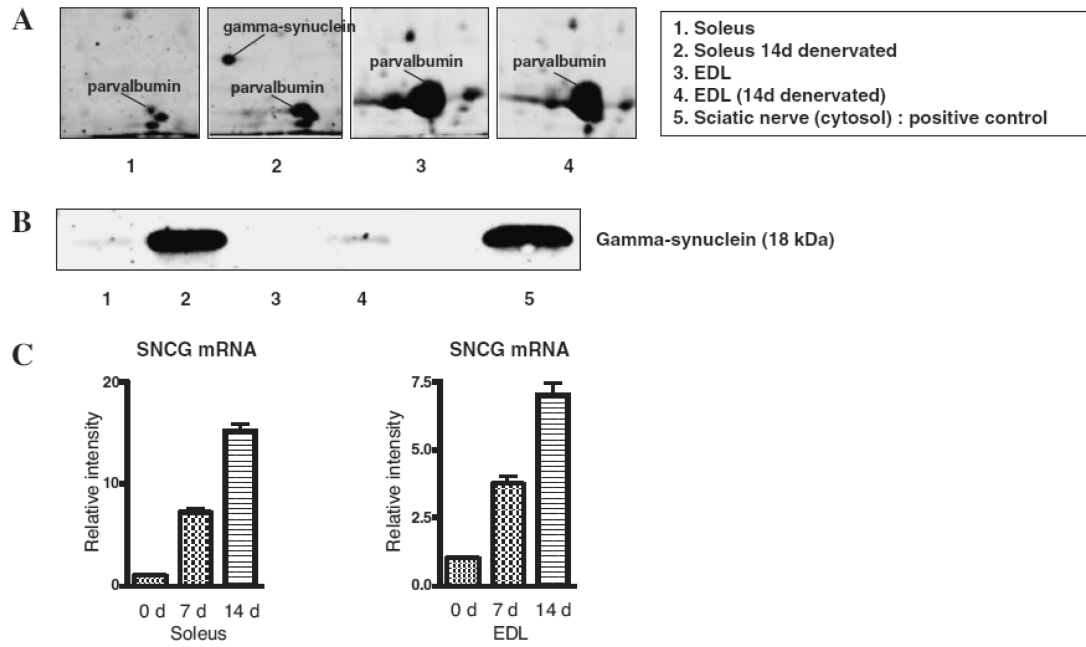 A
gamma-synuclein
parvalbumin
parvalbumin
parvalbumin
parvalbumin
1
2
3
4
1. Soleus
2. Soleus 14d denervated
3. EDL
4. EDL (14d denervated)
5. Sciatic nerve (cytosol) : positive control
B
Gamma-synuclein (18 kDa)
1
2
3
4
5
C
SNCG mRNA
20
10
0
Relative intensity
0 d 7 d 14 d
Soleus
SNCG mRNA
7.5
5.0
2.5
0.0
Relative intensity
0 d 7 d 14 d
EDL